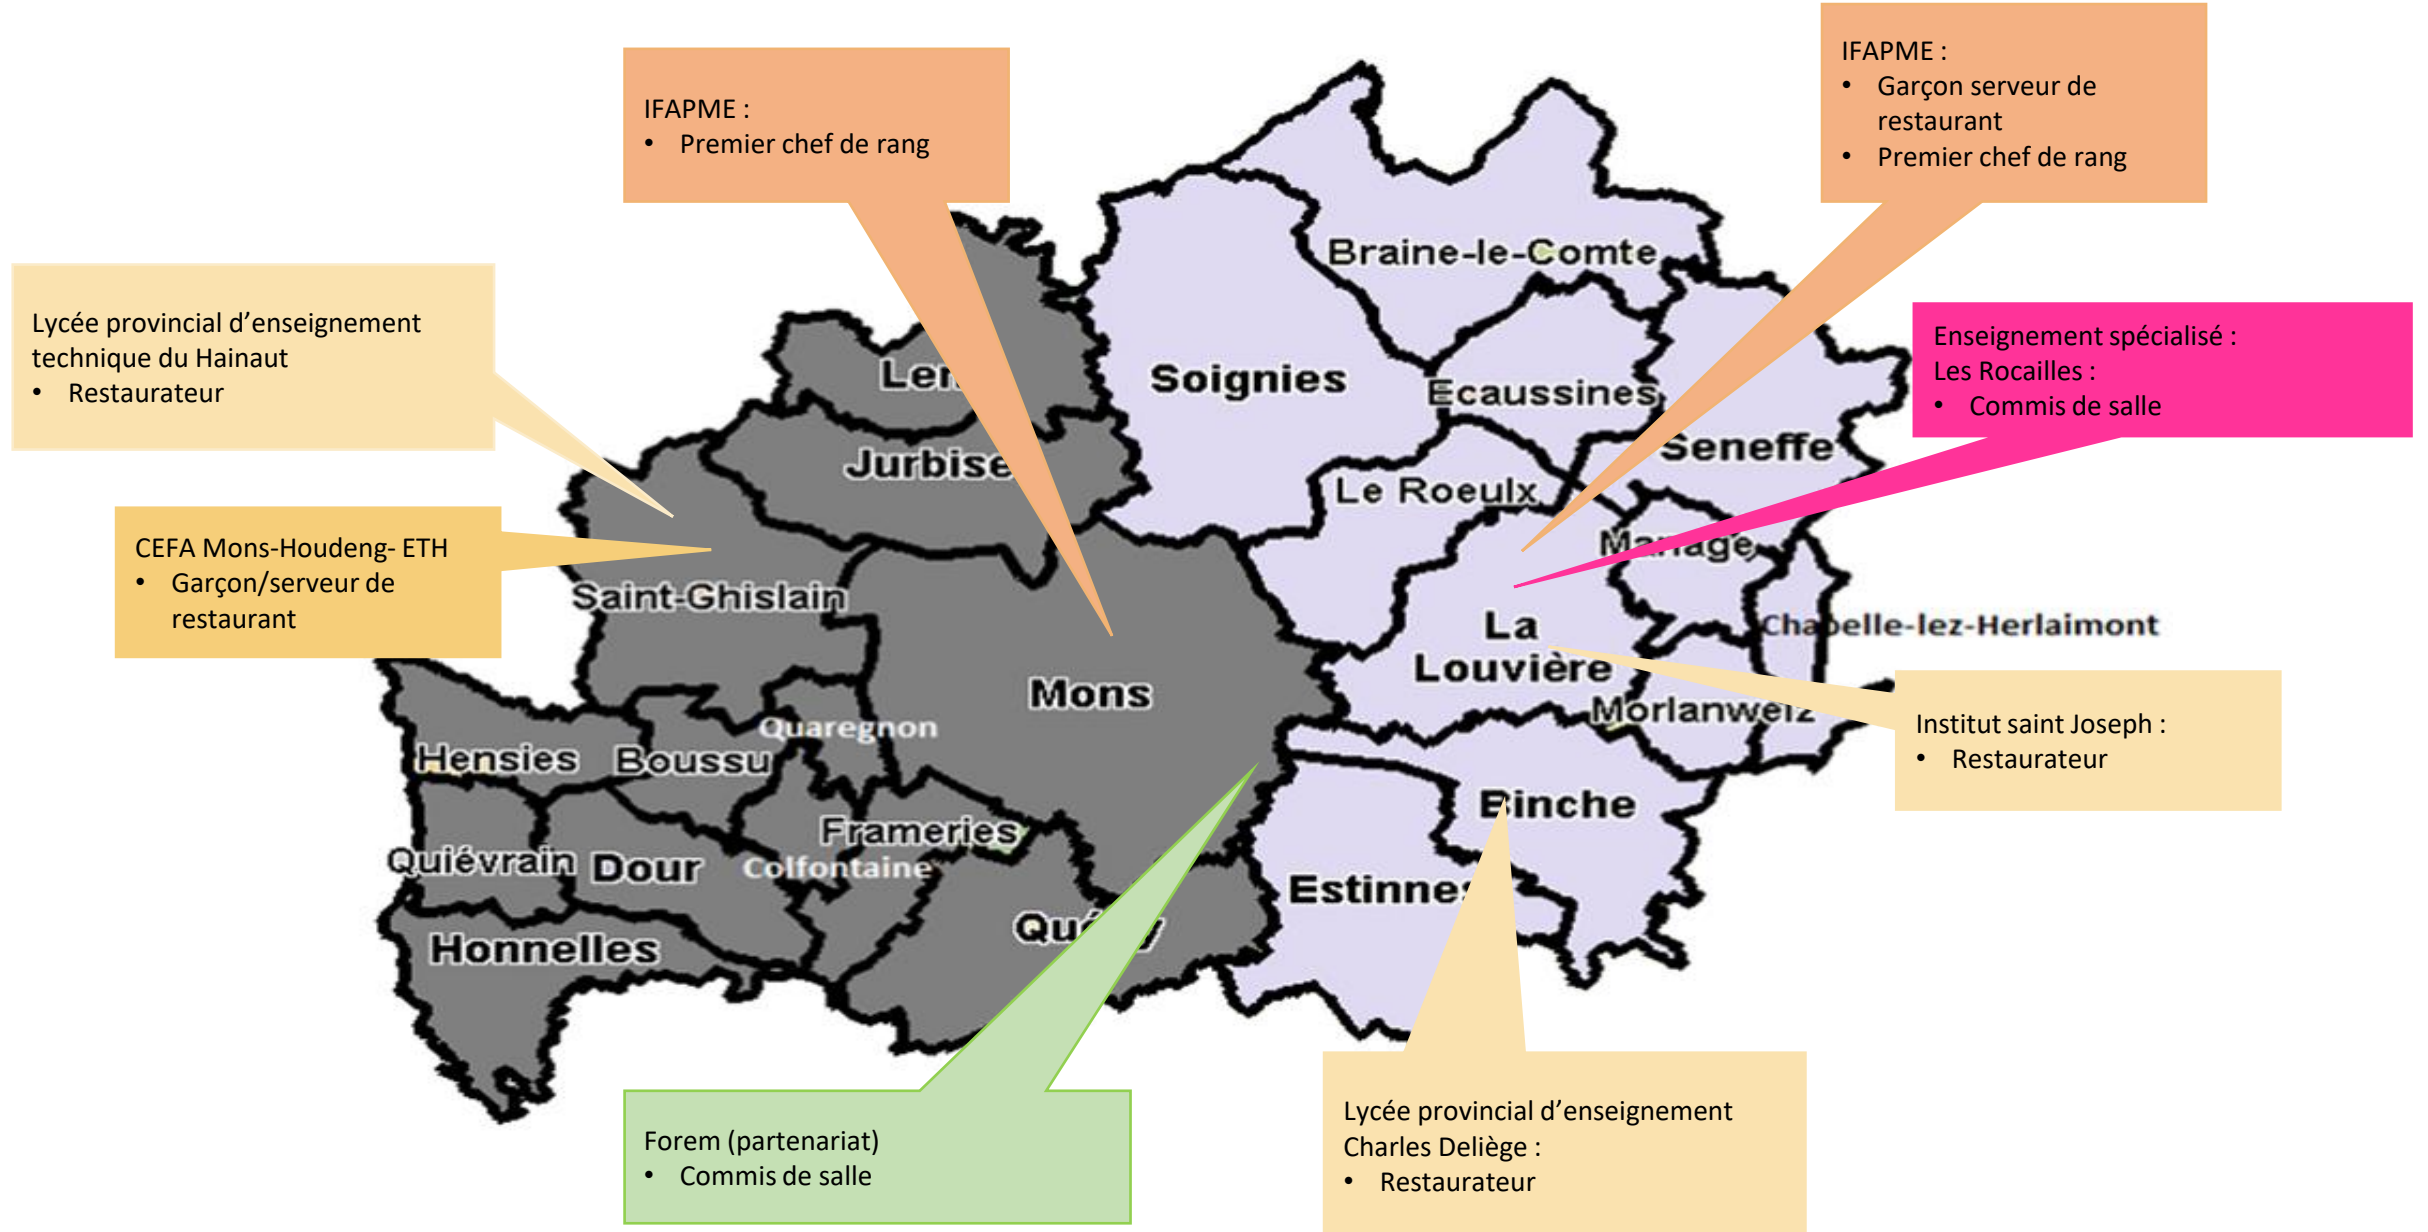 IFAPME :
• Garçon serveur de
restaurant
• Premier chef de rang
IFAPME :
• Premier chef de rang
Lycée provincial d’enseignement
technique du Hainaut
• Restaurateur
Enseignement spécialisé :
Les Rocailles :
• Commis de salle
CEFA Mons-Houdeng- ETH
• Garçon/serveur de
restaurant
Institut saint Joseph :
• Restaurateur
Forem (partenariat)
• Commis de salle
Lycée provincial d’enseignement
Charles Deliège :
• Restaurateur
Braine-le-Comte
Soignies
Ecaussines
Seneffe
Jurbise
Le Roeulx
Manage
Saint-Ghislain
La
Louvière
Chapelle-lez-Herlaimont
Mons
Morlanwelz
Quaregnon
Hensies
Boussu
Binche
Frameries
Quiévrain
Dour
Colfontaine
Estinnes
Honnelles